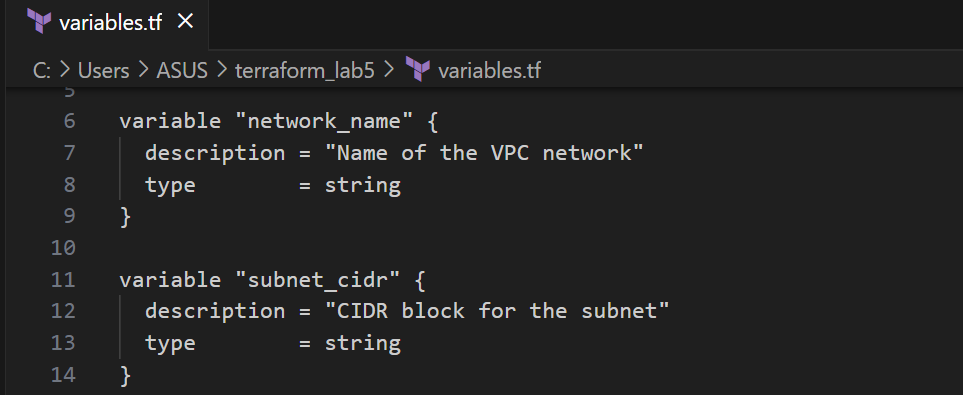 variables.tf ×
C: > Users > ASUS > terraform_lab5 > variables.tf
5
6 variable "network_name" {
7   description = "Name of the VPC network"
8   type        = string
9 }
10
11 variable "subnet_cidr" {
12   description = "CIDR block for the subnet"
13   type        = string
14 }